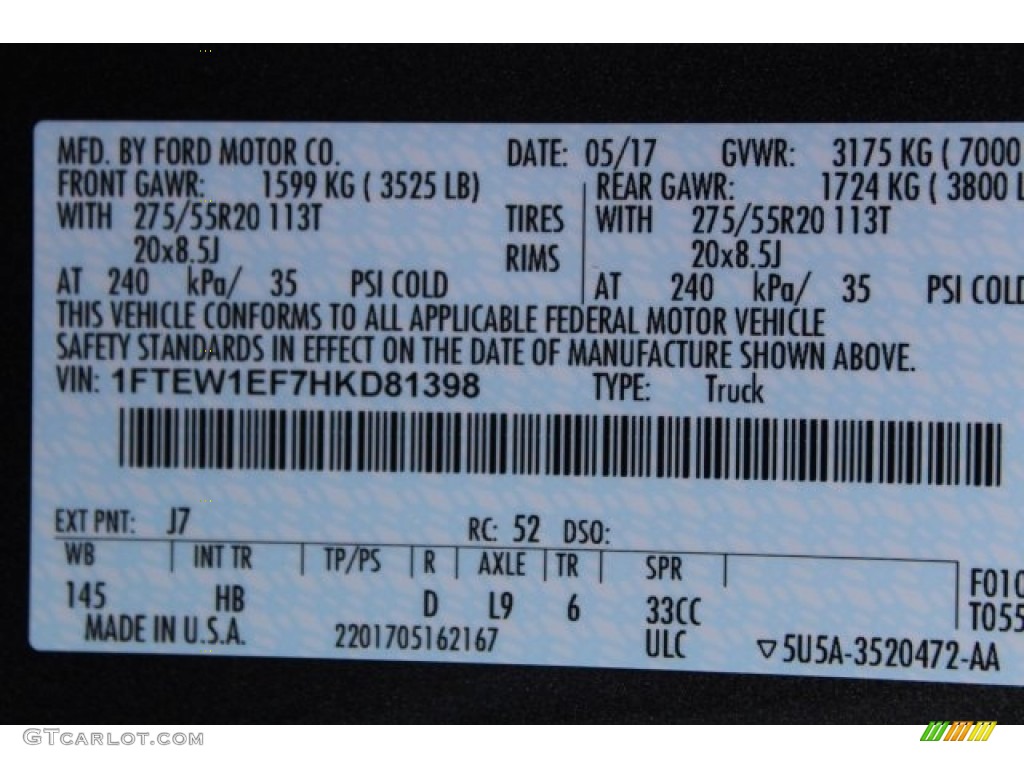 MFD. BY FORD MOTOR CO. DATE: 05/17 GVWR: 3175 KG ( 7000
FRONT GAWR: 1599 KG ( 3525 LB) REAR GAWR: 1724 KG ( 3800 L
WITH 275/55R20 113T TIRES WITH 275/55R20 113T
20x8.5J RIMS 20x8.5J
AT 240 kPa/ 35 PSI COLD AT 240 kPa/ 35 PSI COLD
THIS VEHICLE CONFORMS TO ALL APPLICABLE FEDERAL MOTOR VEHICLE
SAFETY STANDARDS IN EFFECT ON THE DATE OF MANUFACTURE SHOWN ABOVE.
VIN: 1FTEW1EF7HKD81398 TYPE: Truck
EXT PNT: J7 RC: 52 DSO:
WB INT TR TP/PS R AXLE TR SPR
145 HB D L9 6 33CC F010
MADE IN U.S.A. 2201705162167 ULC T055
▽5U5A-3520472-AA
GTCARLOT.COM